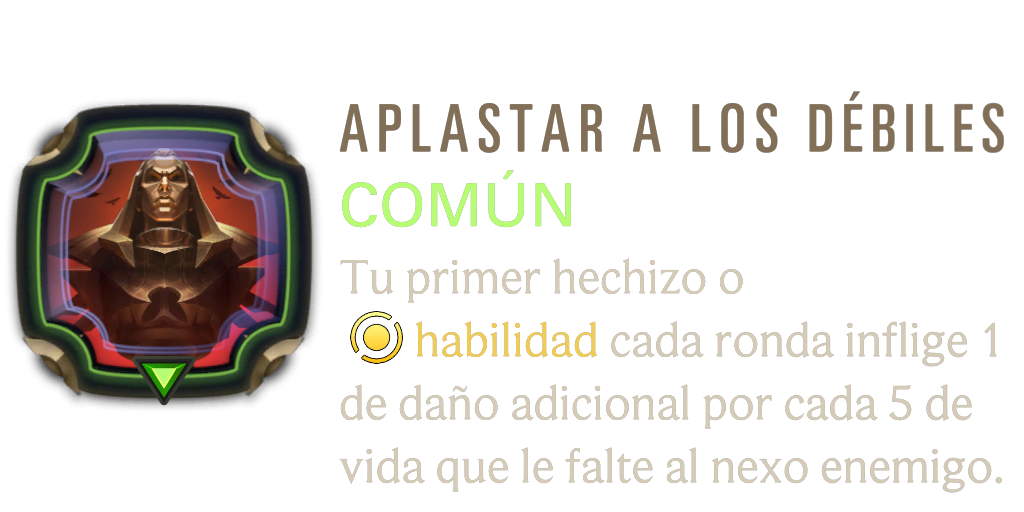 APLASTAR A LOS DÉBILES
COMÚN
Tu primer hechizo o
habilidad cada ronda inflige 1
de daño adicional por cada 5 de
vida que le falte al nexo enemigo.